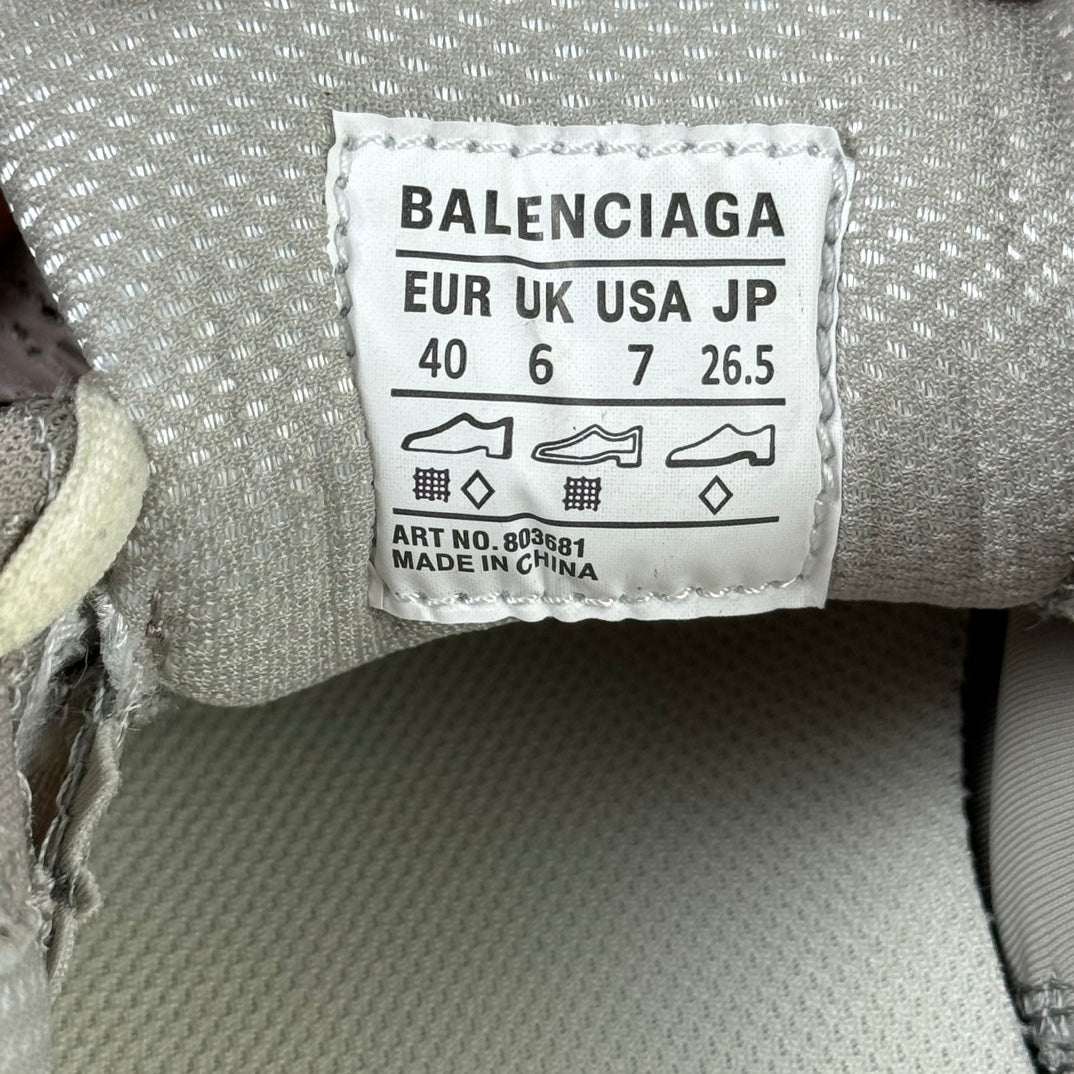 BALENCIAGA
EUR UK USA JP
40 6 7 26.5
ART NO. 803681
MADE IN CHINA